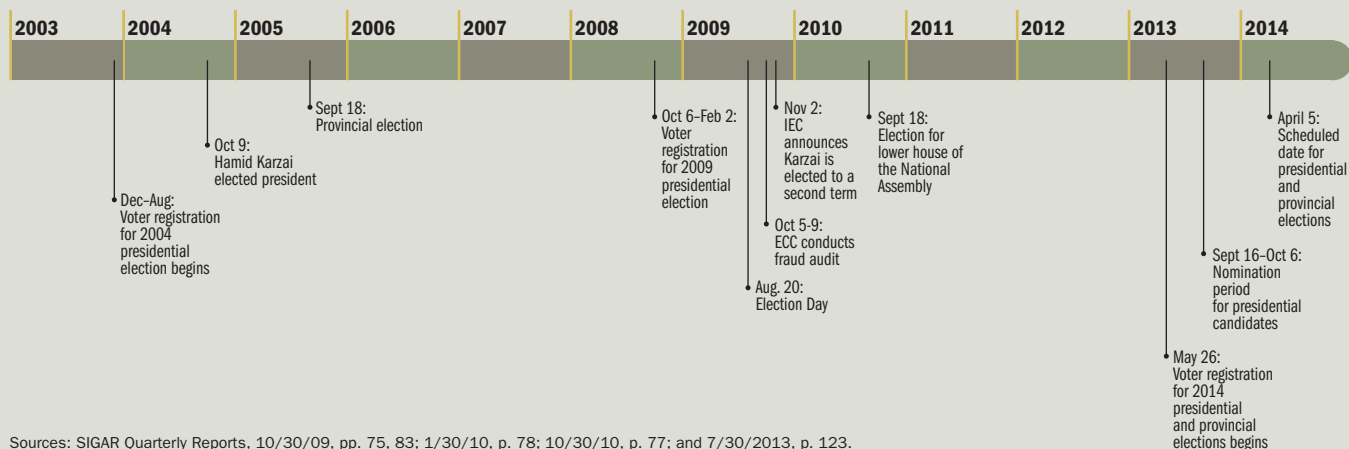 2003 2004 2005 2006 2007 2008 2009 2010 2011 2012 2013 2014
Dec–Aug:
Voter registration
for 2004
presidential
election begins
Oct 9:
Hamid Karzai
elected president
Sept 18:
Provincial election
Oct 6–Feb 2:
Voter
registration
for 2009
presidential
election
Aug. 20:
Election Day
Oct 5-9:
ECC conducts
fraud audit
Nov 2:
IEC
announces
Karzai is
elected to a
second term
Sept 18:
Election for
lower house of
the National
Assembly
May 26:
Voter registration
for 2014
presidential
and provincial
elections begins
Sept 16–Oct 6:
Nomination
period
for presidential
candidates
April 5:
Scheduled
date for
presidential
and
provincial
elections
Sources: SIGAR Quarterly Reports, 10/30/09, pp. 75, 83; 1/30/10, p. 78; 10/30/10, p. 77; and 7/30/2013, p. 123.